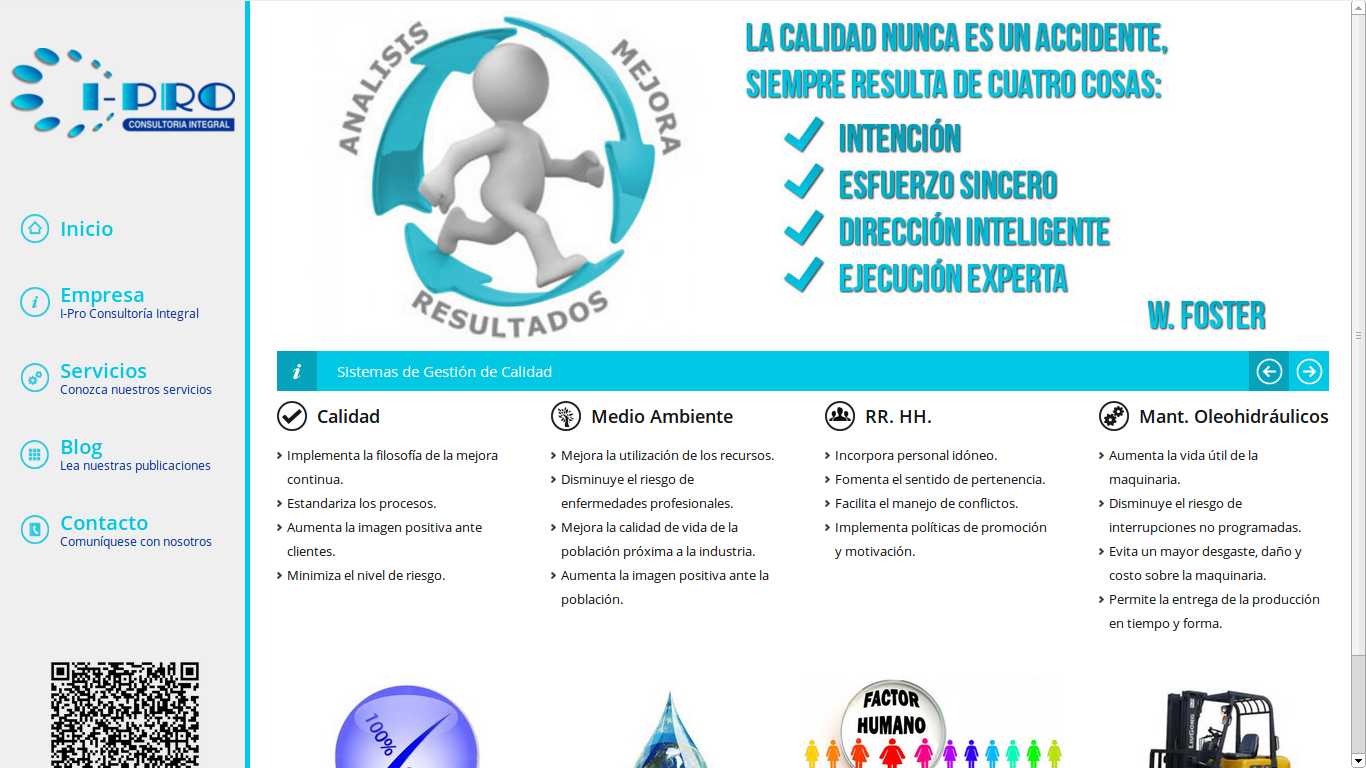 I-PRO
CONSULTORIA INTEGRAL
Inicio
Empresa
I-Pro Consultoría Integral
Servicios
Conozca nuestros servicios
Blog
Lea nuestras publicaciones
Contacto
Comuníquese con nosotros
ANALISIS
MEJORA
RESULTADOS
LA CALIDAD NUNCA ES UN ACCIDENTE,
SIEMPRE RESULTA DE CUATRO COSAS:
INTENCIÓN
ESFUERZO SINCERO
DIRECCIÓN INTELIGENTE
EJECUCIÓN EXPERTA
W. FOSTER
i Sistemas de Gestión de Calidad
Calidad
Implementa la filosofía de la mejora
continua.
Estandariza los procesos.
Aumenta la imagen positiva ante
clientes.
Minimiza el nivel de riesgo.
Medio Ambiente
Mejora la utilización de los recursos.
Disminuye el riesgo de
enfermedades profesionales.
Mejora la calidad de vida de la
población próxima a la industria.
Aumenta la imagen positiva ante la
población.
RR. HH.
Incorpora personal idóneo.
Fomenta el sentido de pertenencia.
Facilita el manejo de conflictos.
Implementa políticas de promoción
y motivación.
Mant. Oleohidráulicos
Aumenta la vida útil de la
maquinaria.
Disminuye el riesgo de
interrupciones no programadas.
Evita un mayor desgaste, daño y
costo sobre la maquinaria.
Permite la entrega de la producción
en tiempo y forma.
100%
FACTOR
HUMANO
LIUGONG